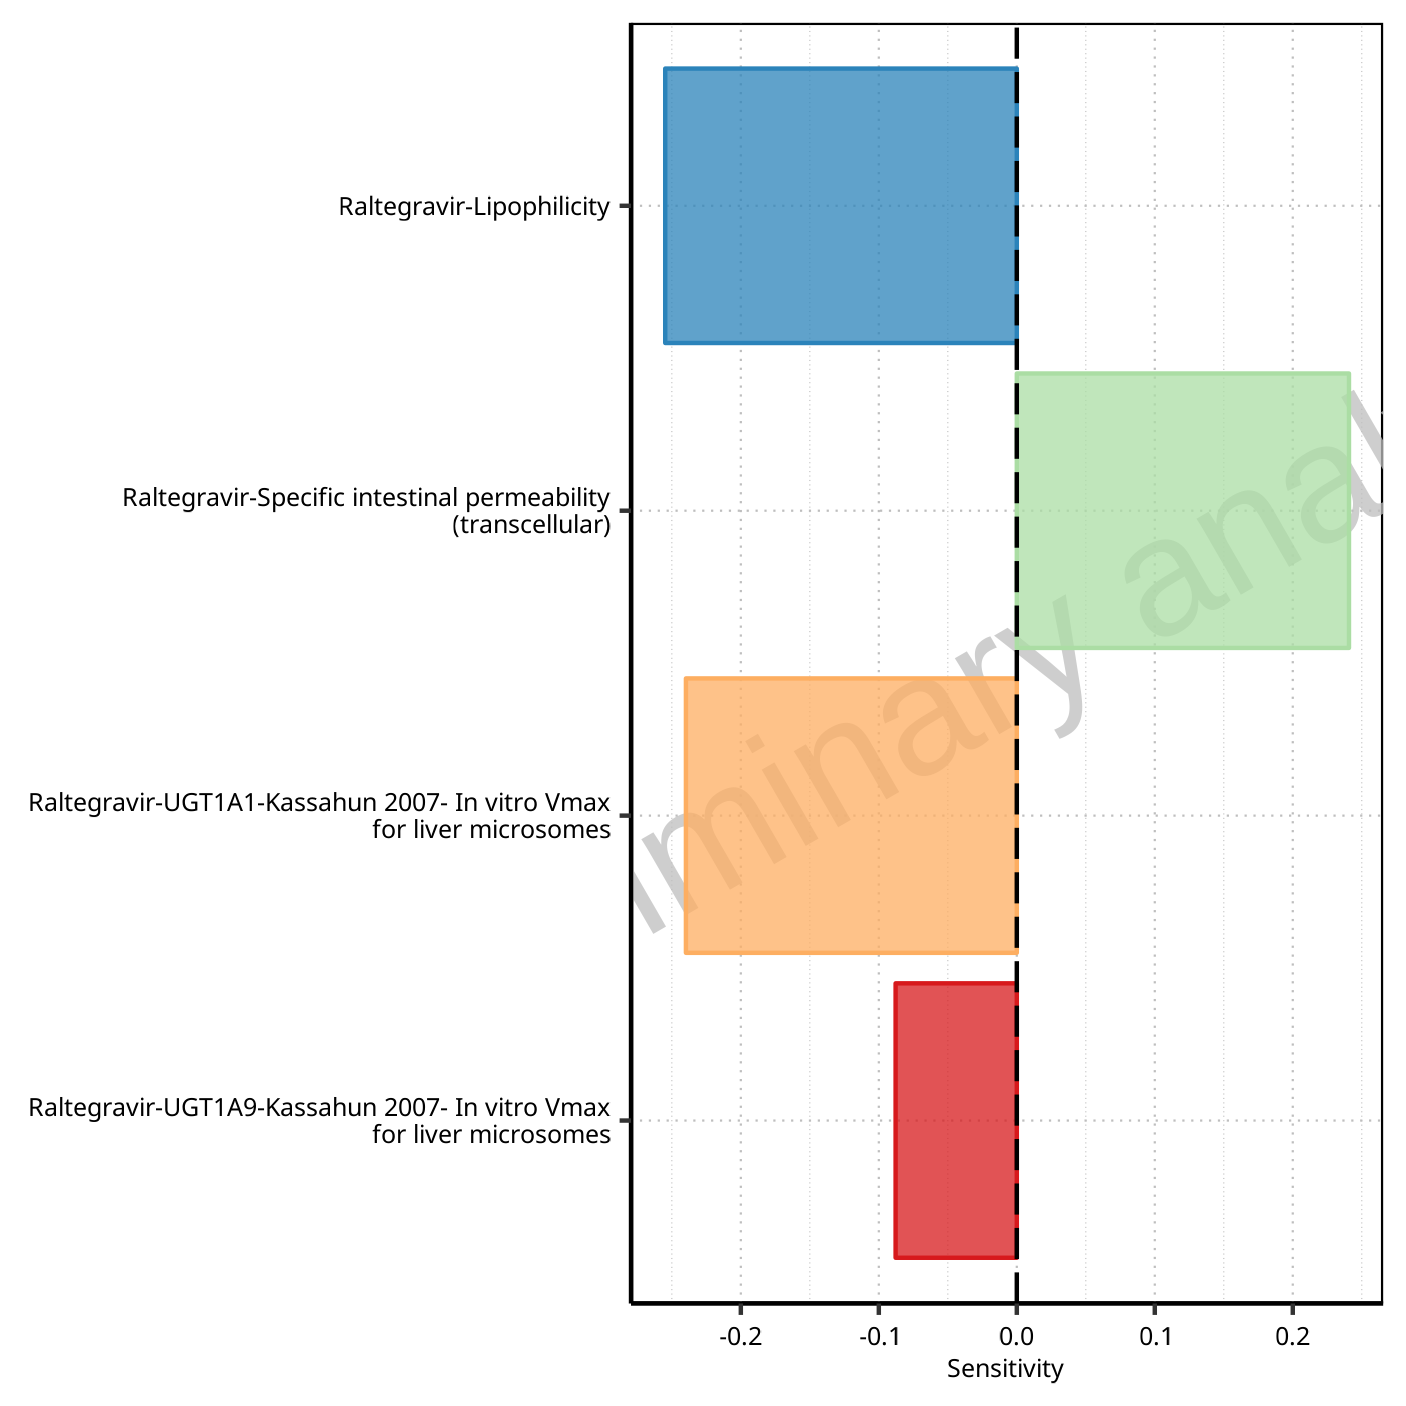 Raltegravir-Lipophilicity
Raltegravir-Specific intestinal permeability
(transcellular)
Raltegravir-UGT1A1-Kassahun 2007- In vitro Vmax
for liver microsomes
Raltegravir-UGT1A9-Kassahun 2007- In vitro Vmax
for liver microsomes
-0.2 -0.1 0.0 0.1 0.2
Sensitivity